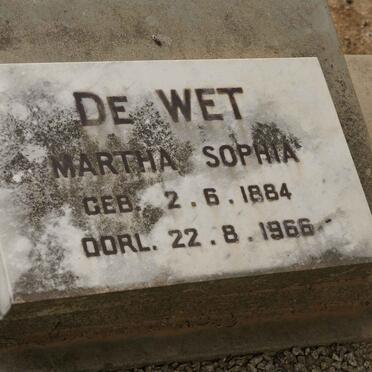 DE WET
MARTHA SOPHIA
GEB. 2.6.1884
OORL. 22.8.1966